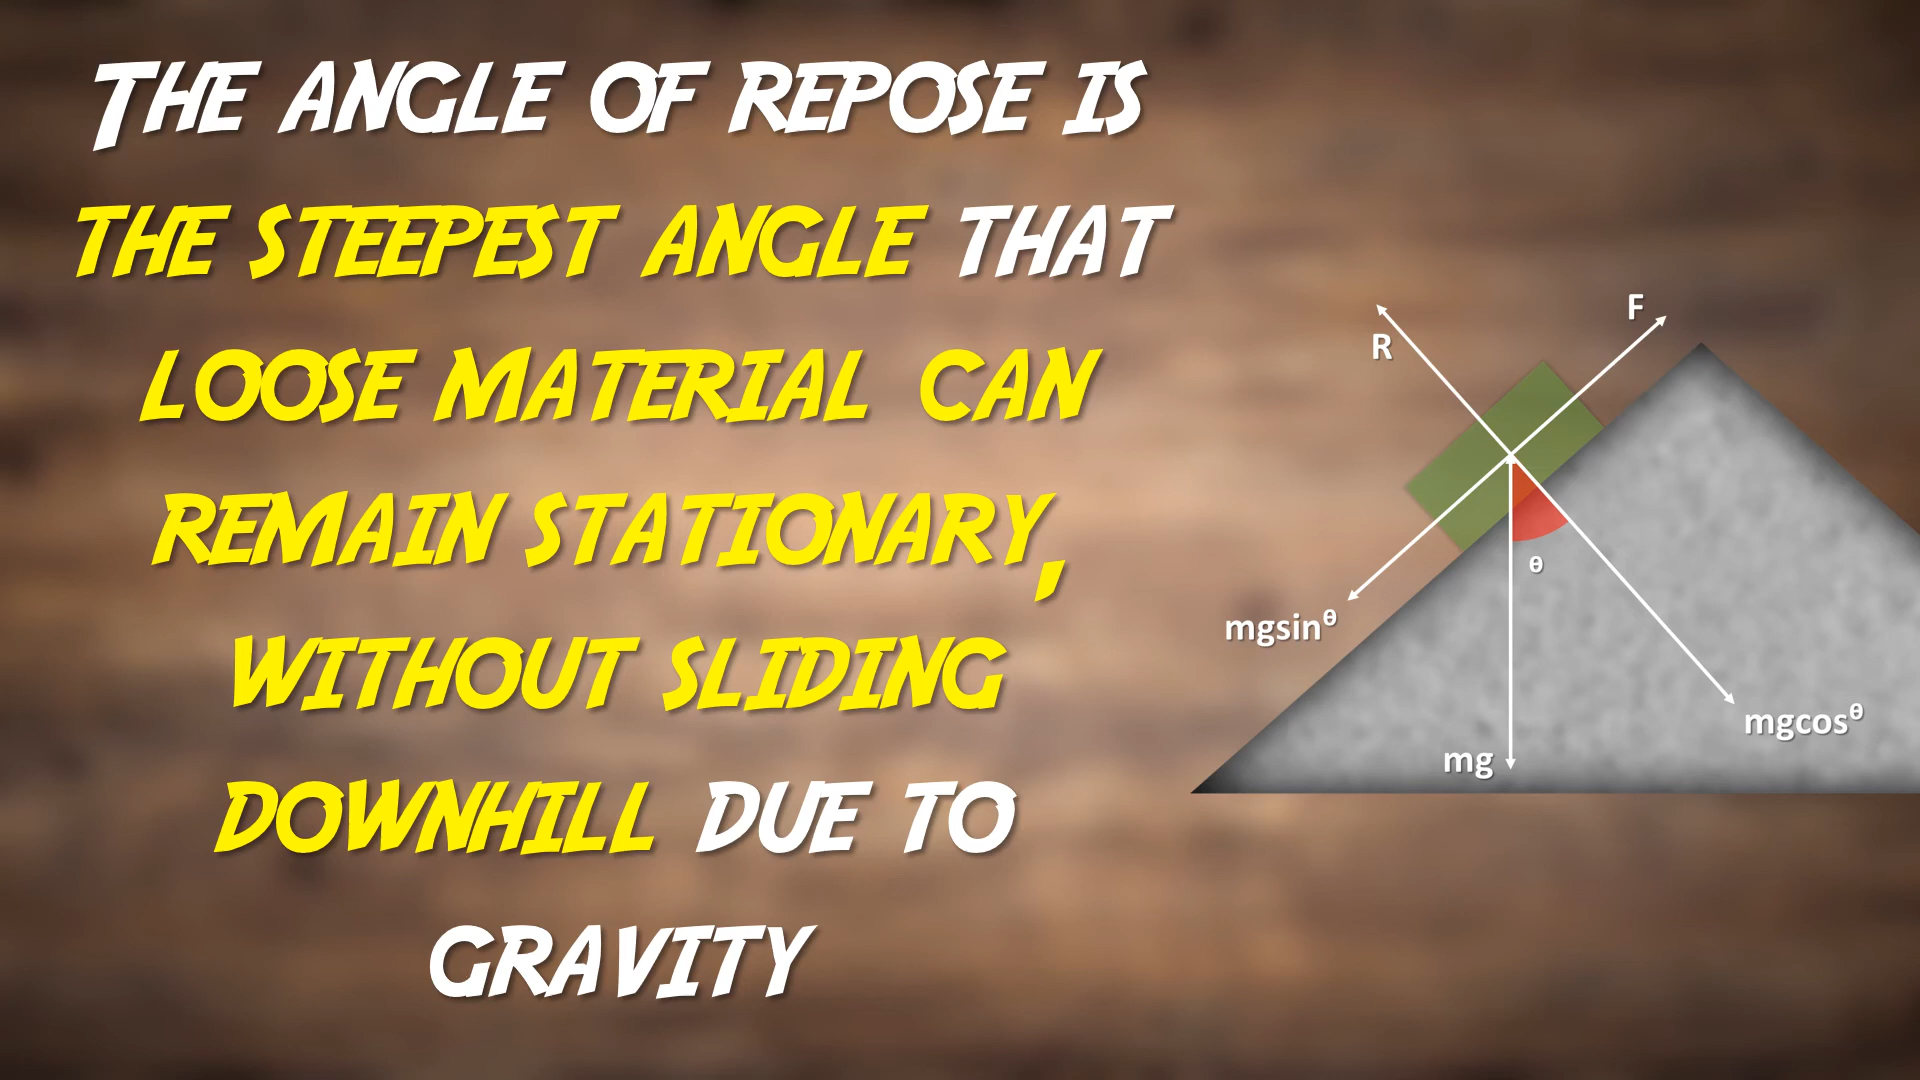 The angle of repose is
the steepest angle that
loose material can
remain stationary,
without sliding
downhill due to
gravity
F
R
θ
mgsinᶿ
mgcosᶿ
mg